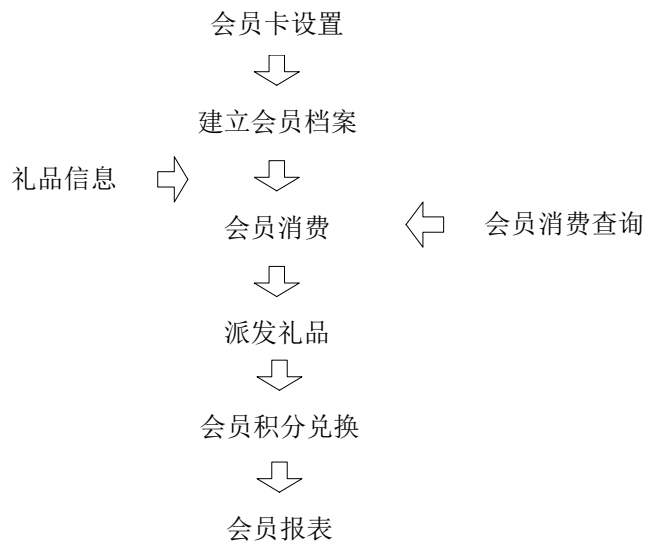 会员卡设置
建立会员档案
礼品信息
会员消费
会员消费查询
派发礼品
会员积分兑换
会员报表